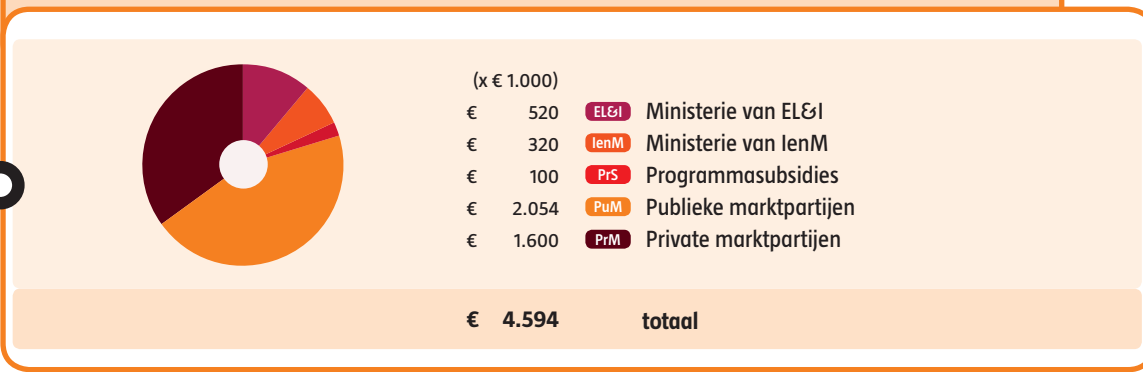 (x € 1.000)
€ 520 EL&I Ministerie van EL&I
€ 320 IenM Ministerie van IenM
€ 100 PrS Programmasubsidies
€ 2.054 PuM Publieke marktpartijen
€ 1.600 PrM Private marktpartijen
€ 4.594 totaal